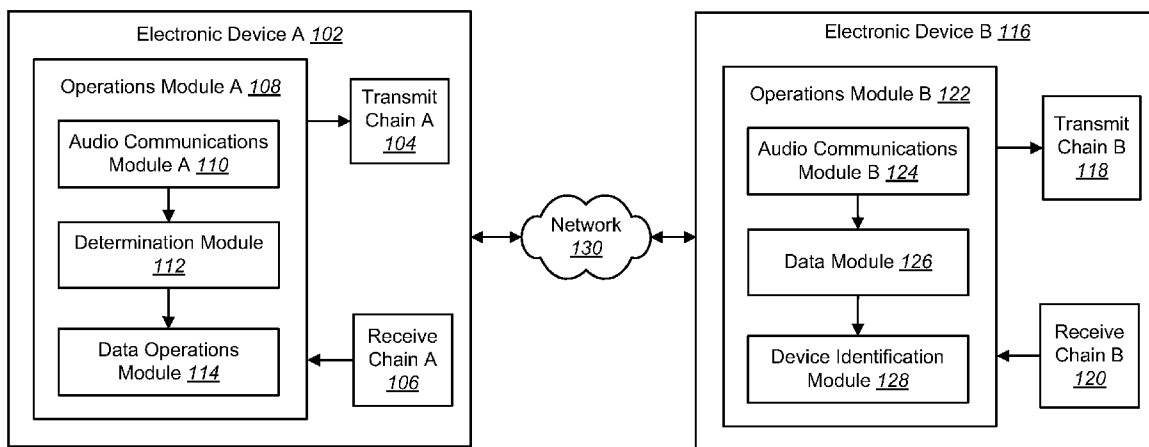 Electronic Device A 102
Operations Module A 108
Audio Communications
Module A 110
Determination Module
112
Data Operations
Module 114
Transmit
Chain A
104
Receive
Chain A
106
Network
130
Electronic Device B 116
Operations Module B 122
Audio Communications
Module B 124
Data Module 126
Device Identification
Module 128
Transmit
Chain B
118
Receive
Chain B
120